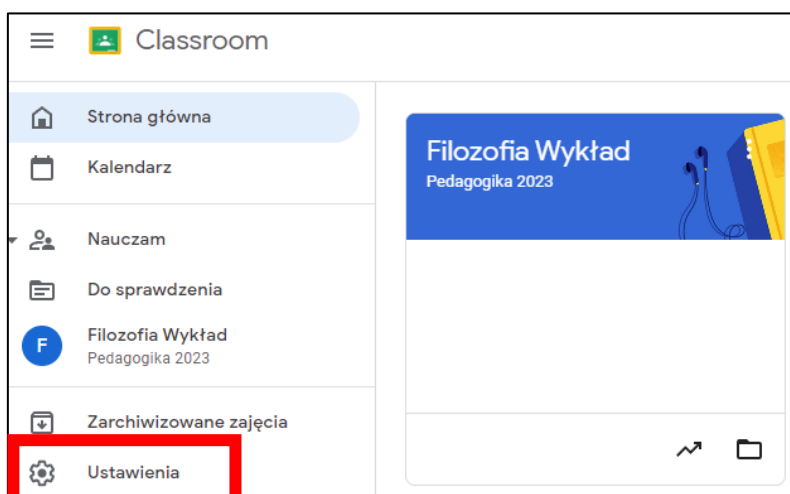 Classroom
Strona główna
Kalendarz
Nauczam
Do sprawdzenia
F
Filozofia Wykład
Pedagogika 2023
Zarchiwizowane zajęcia
Ustawienia
Filozofia Wykład
Pedagogika 2023